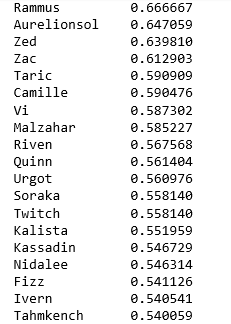 Rammus 0.666667
Aurelionsol 0.647059
Zed 0.639810
Zac 0.612903
Taric 0.590909
Camille 0.590476
Vi 0.587302
Malzahar 0.585227
Riven 0.567568
Quinn 0.561404
Urgot 0.560976
Soraka 0.558140
Twitch 0.558140
Kalista 0.551959
Kassadin 0.546729
Nidalee 0.546314
Fizz 0.541126
Ivern 0.540541
Tahmkench 0.540059